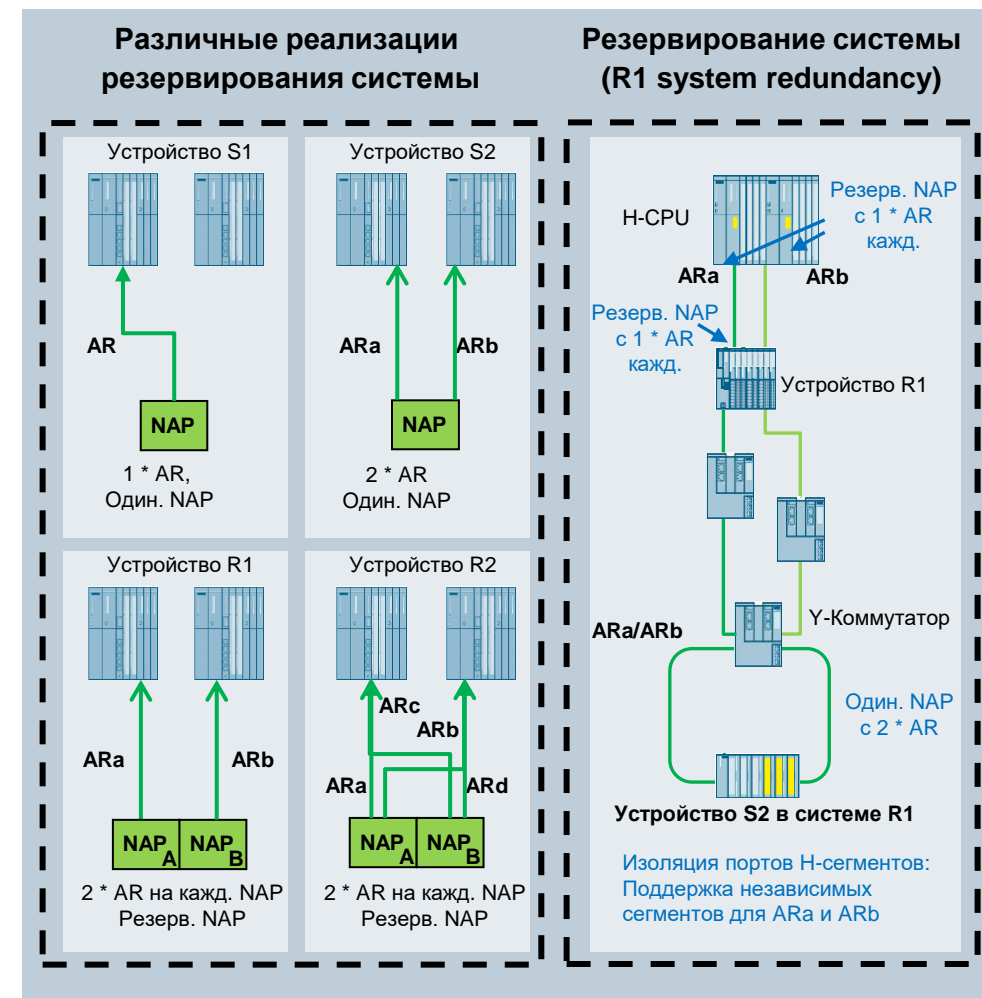 Различные реализации
резервирования системы
Устройство S1
AR
NAP
1 * AR,
Один. NAP
Устройство S2
ARa
ARb
NAP
2 * AR
Один. NAP
Устройство R1
ARa
ARb
NAP A
NAP B
2 * AR на кажд. NAP
Резерв. NAP
Устройство R2
ARc
ARb
ARa
ARd
NAP A
NAP B
2 * AR на кажд. NAP
Резерв. NAP
Резервирование системы
(R1 system redundancy)
H-CPU
Резерв. NAP
с 1 * AR
кажд.
ARa
ARb
Резерв. NAP
с 1 * AR
кажд.
Устройство R1
Y-Коммутатор
ARa/ARb
Один. NAP
с 2 * AR
Устройство S2 в системе R1
Изоляция портов H-сегментов:
Поддержка независимых
сегментов для ARa и ARb